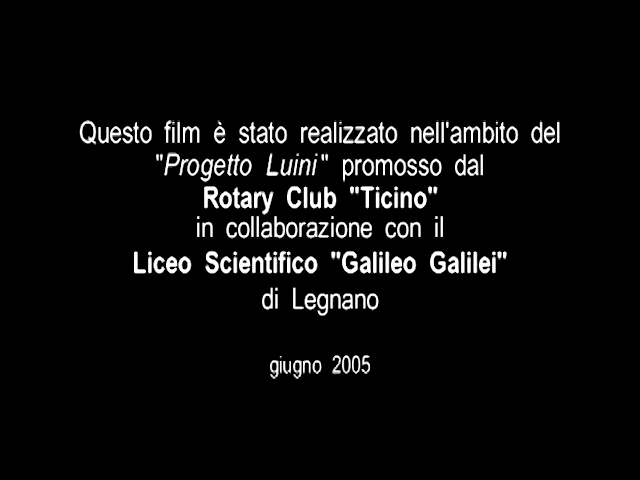 Questo film è stato realizzato nell'ambito del
"Progetto Luini" promosso dal
Rotary Club "Ticino"
in collaborazione con il
Liceo Scientifico "Galileo Galilei"
di Legnano
giugno 2005